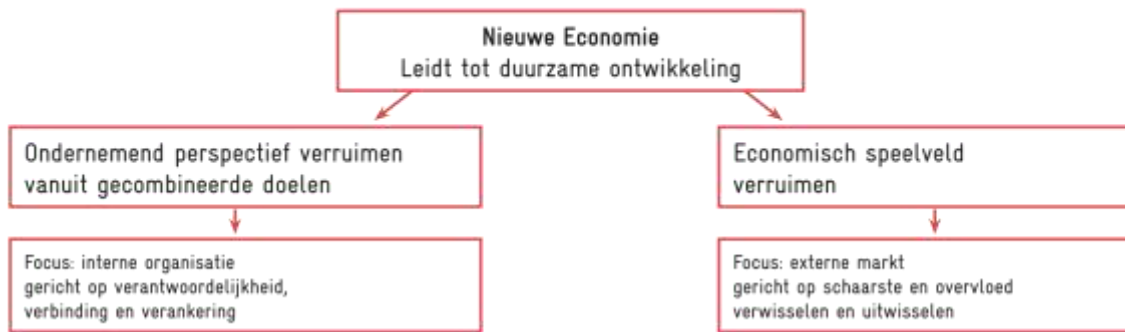 Nieuwe Economie
Leidt tot duurzame ontwikkeling
Ondernemend perspectief verruimen
vanuit gecombineerde doelen
Economisch speelveld
verruimen
Focus: interne organisatie
gericht op verantwoordelijkheid,
verbinding en verankering
Focus: externe markt
gericht op schaarste en overvloed
verwisselen en uitwisselen